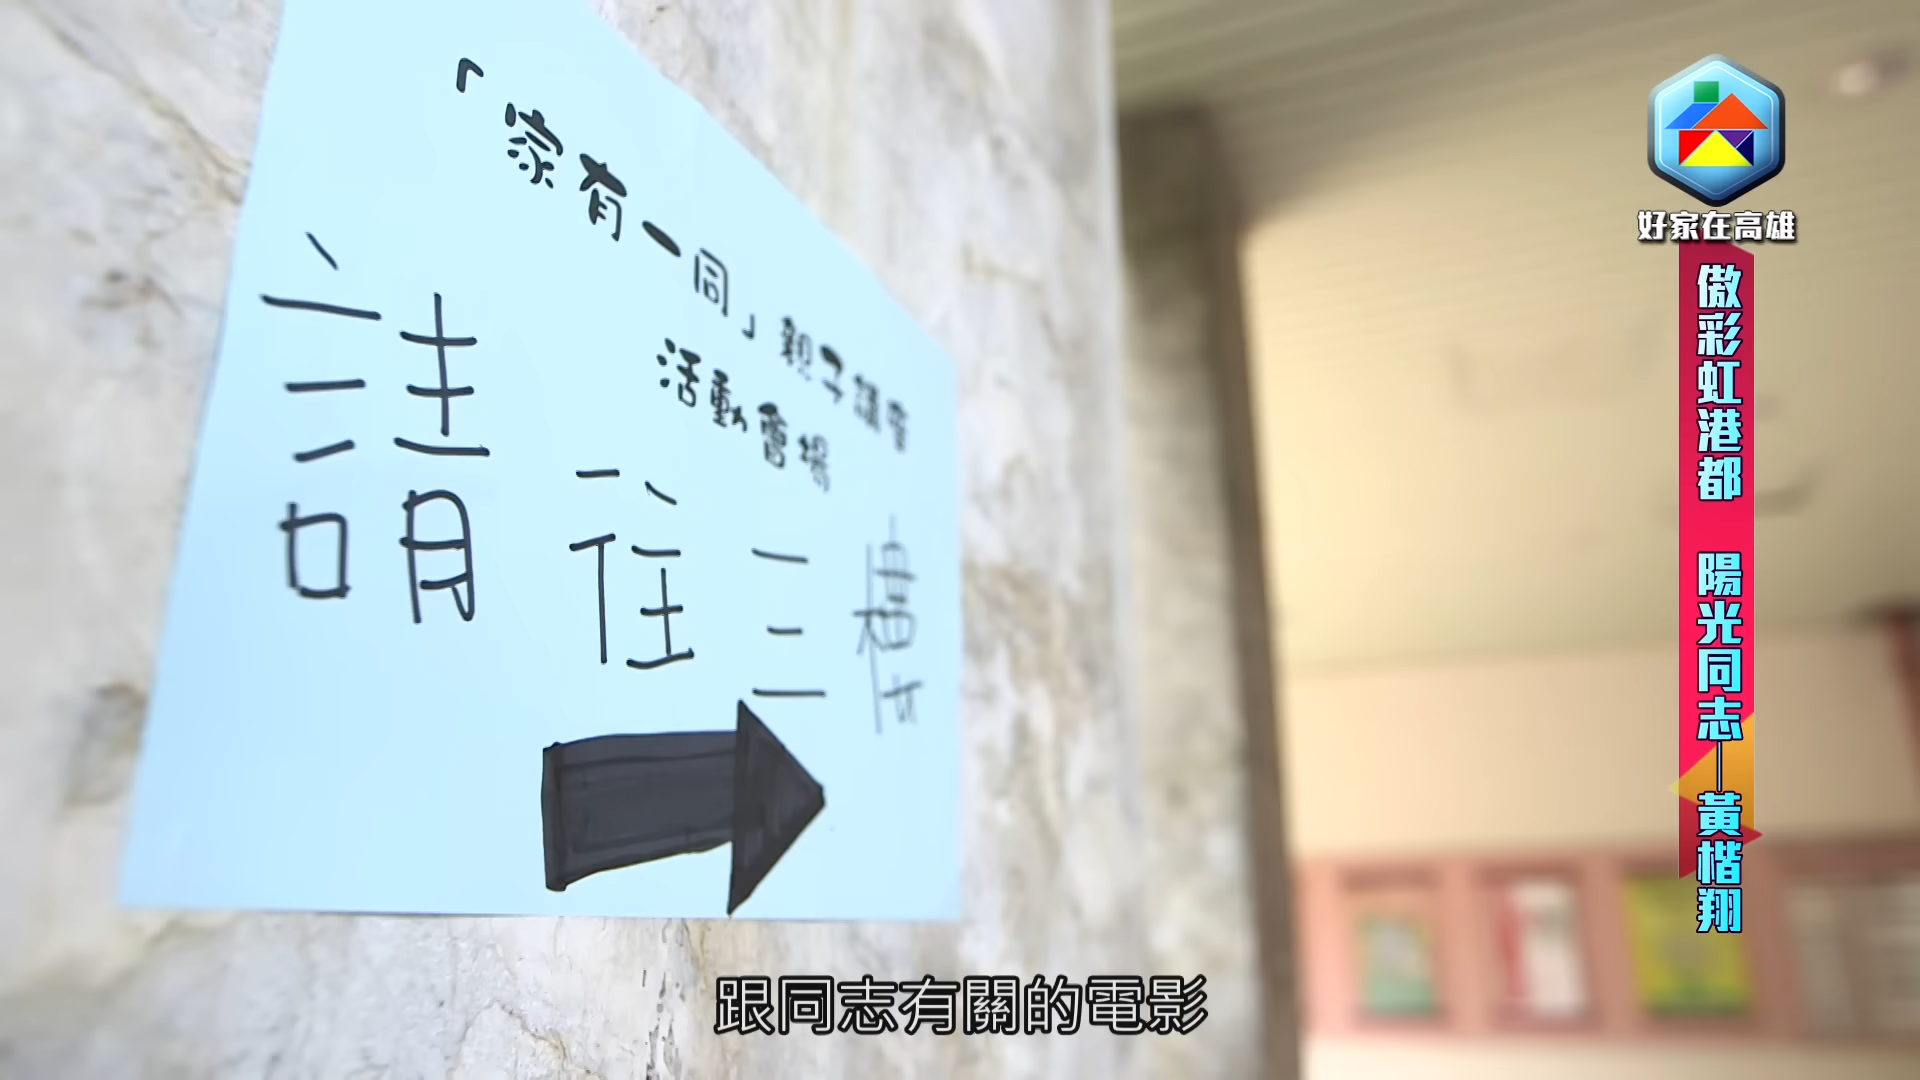 「家有一同」親子
活動會場
請往三樓
好家在高雄
傲彩虹港都 陽光同志—黃楷翔
跟同志有關的電影